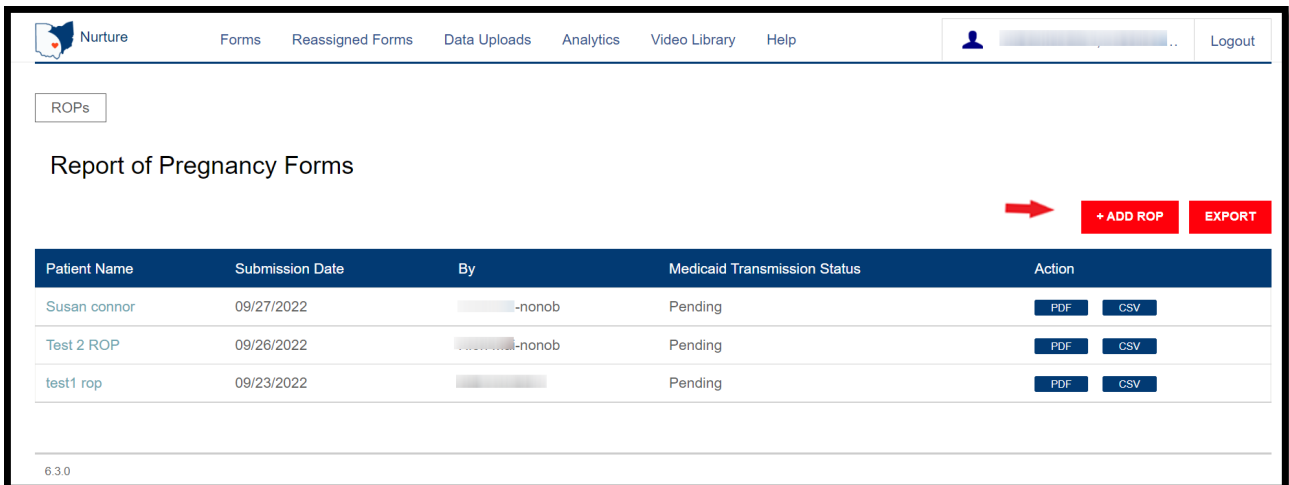 Nurture Forms Reassigned Forms Data Uploads Analytics Video Library Help Logout
ROPs
Report of Pregnancy Forms
+ ADD ROP EXPORT
Patient Name Submission Date By Medicaid Transmission Status Action
Susan connor 09/27/2022 -nonob Pending PDF CSV
Test 2 ROP 09/26/2022 -nonob Pending PDF CSV
test1 rop 09/23/2022 Pending PDF CSV
6.3.0